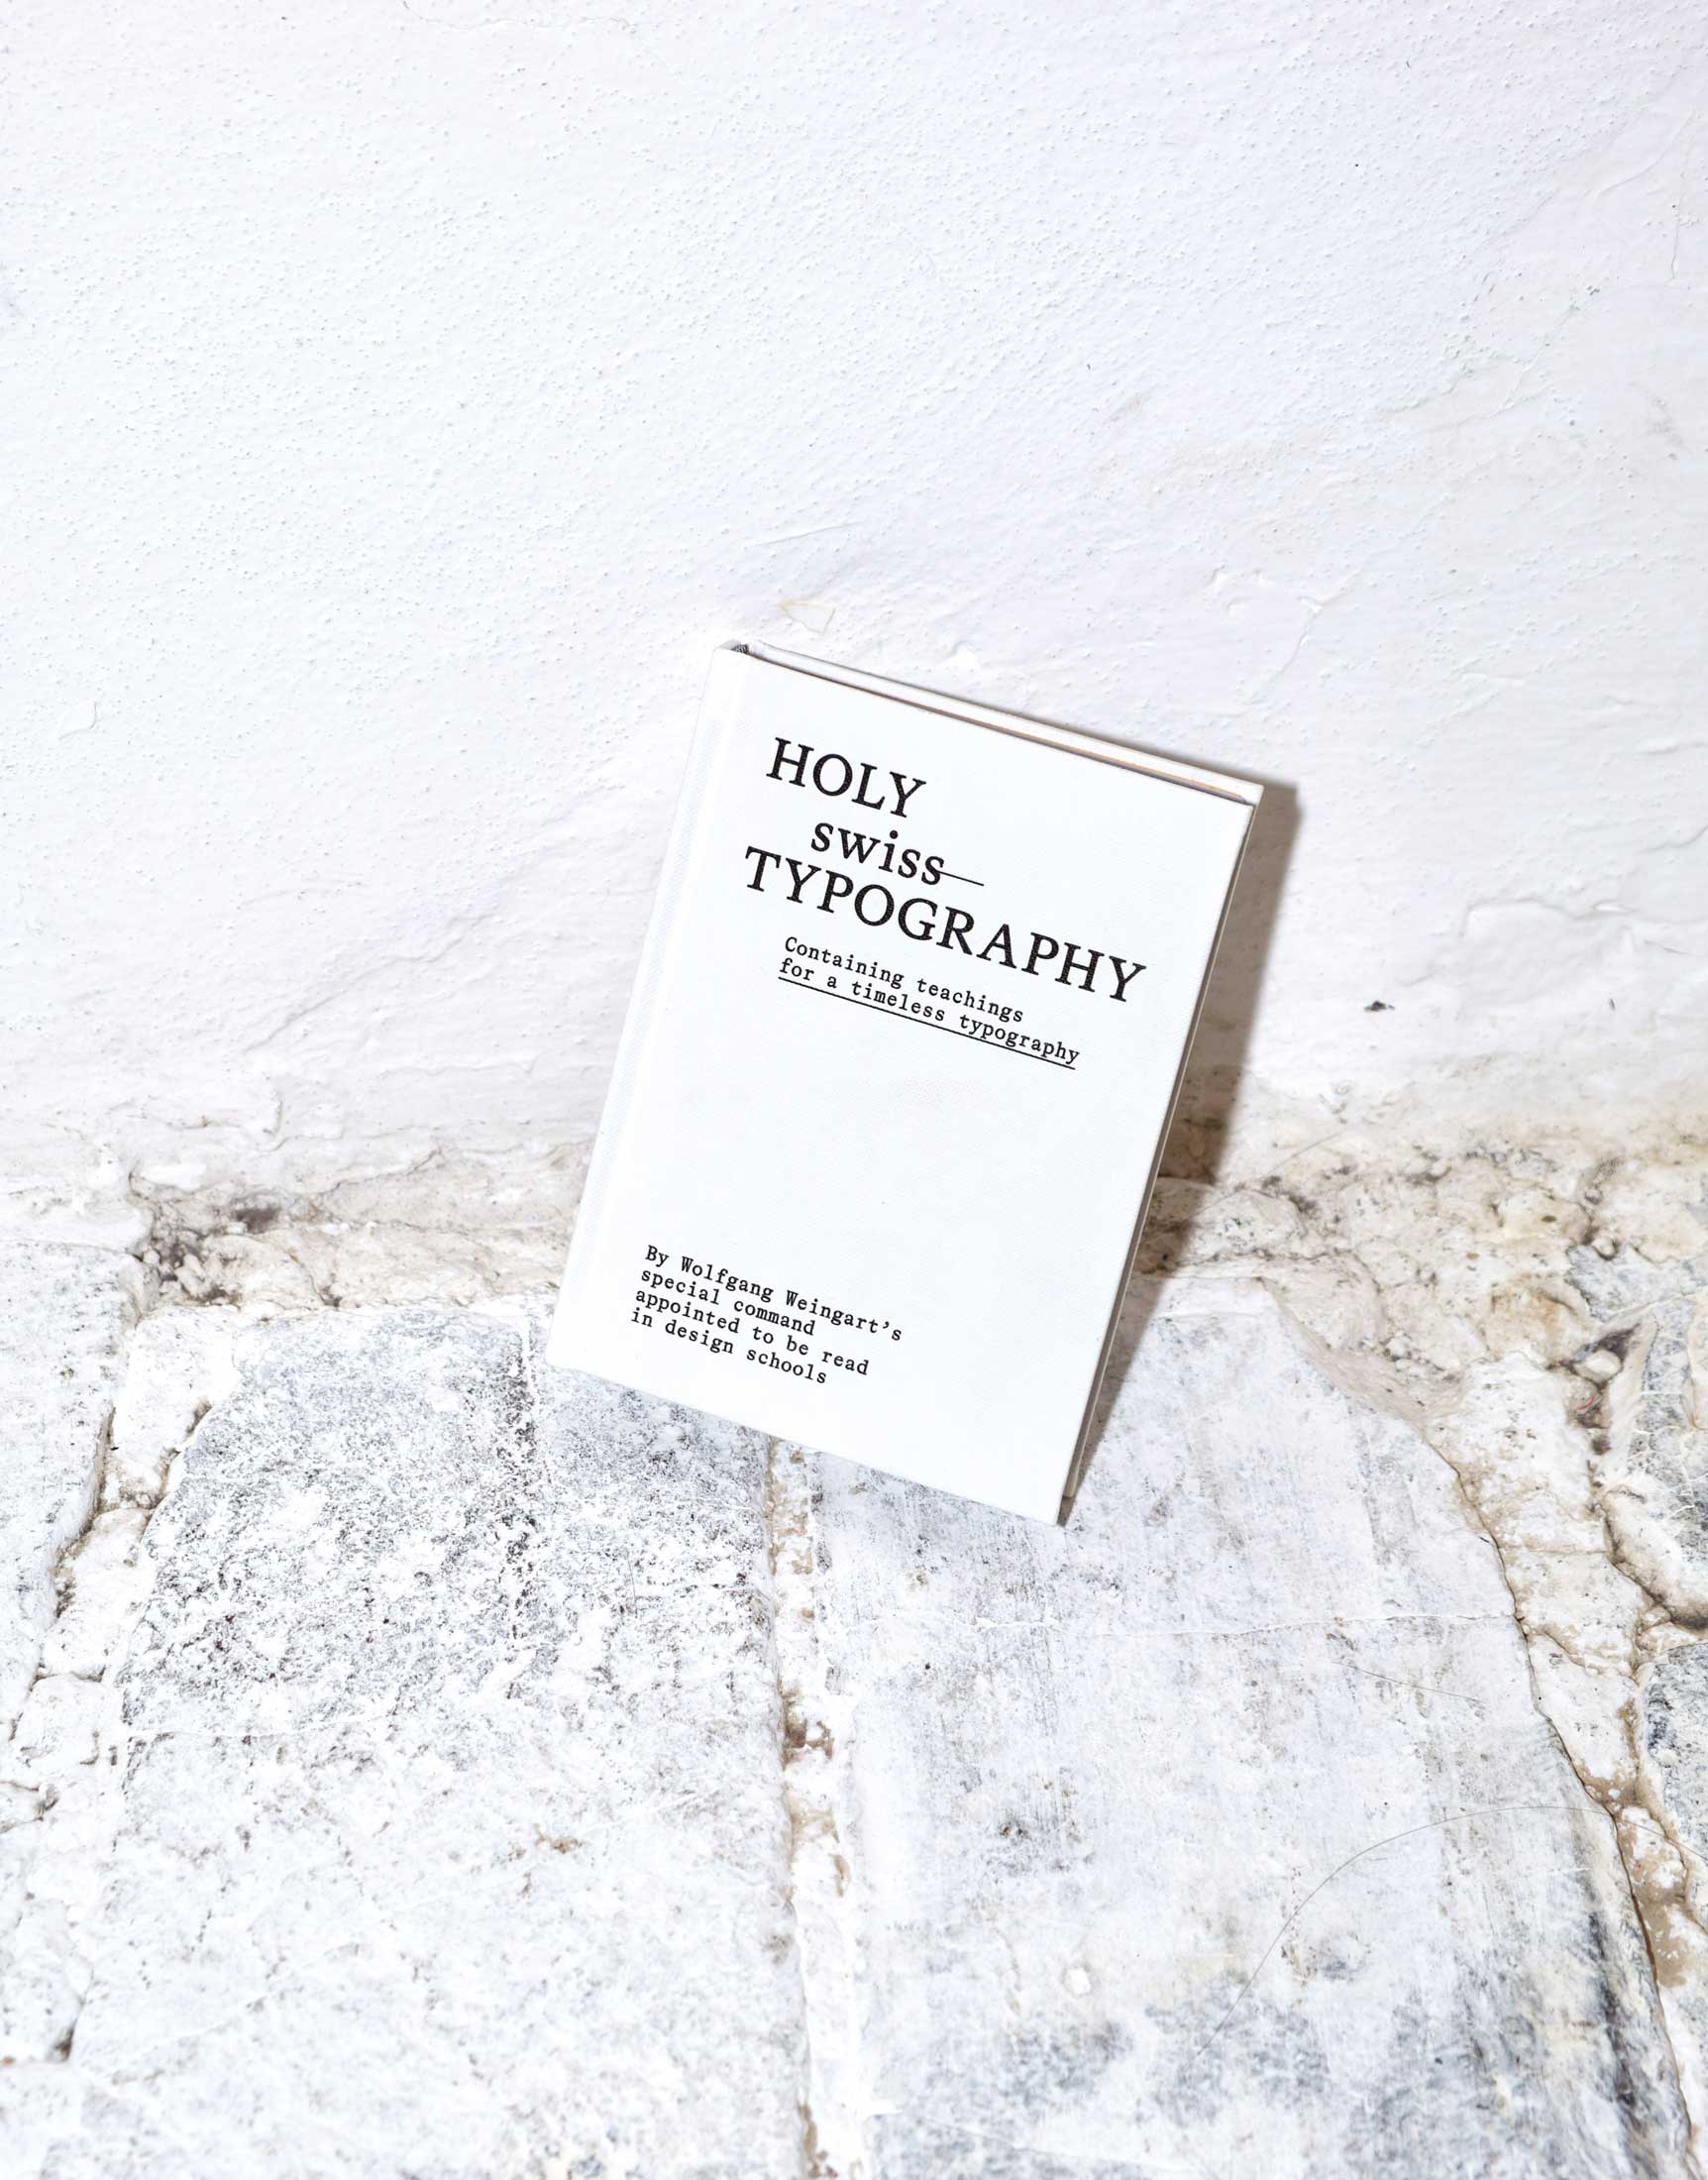 HOLY
swiss—
TYPOGRAPHY
Containing teachings
for a timeless typography
By Wolfgang Weingart’s
special command
appointed to be read
in design schools